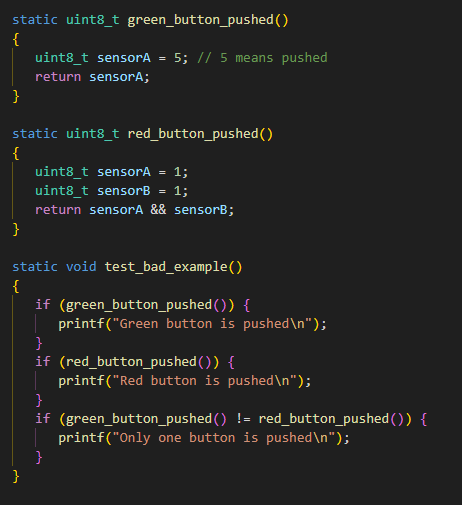 static uint8_t green_button_pushed()
{
   uint8_t sensorA = 5; // 5 means pushed
   return sensorA;
}

static uint8_t red_button_pushed()
{
   uint8_t sensorA = 1;
   uint8_t sensorB = 1;
   return sensorA && sensorB;
}

static void test_bad_example()
{
   if (green_button_pushed()) {
      printf("Green button is pushed\n");
   }
   if (red_button_pushed()) {
      printf("Red button is pushed\n");
   }
   if (green_button_pushed() != red_button_pushed()) {
      printf("Only one button is pushed\n");
   }
}